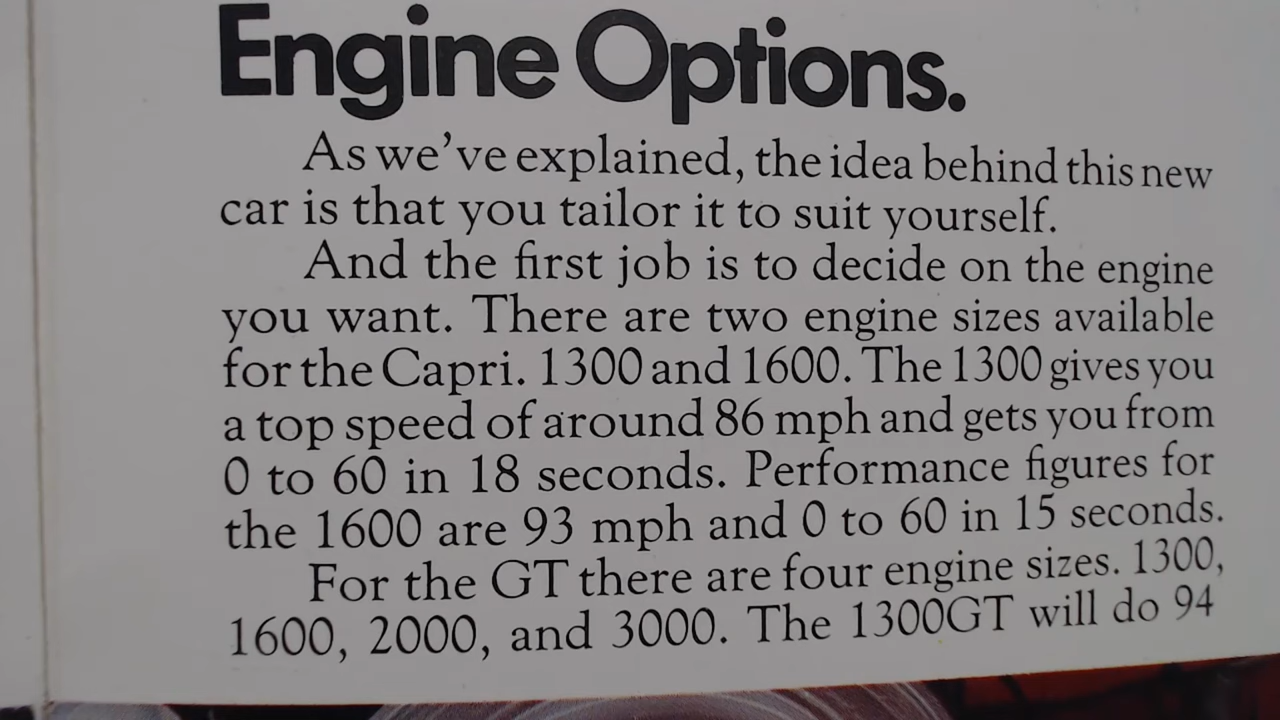 Engine Options.
As we've explained, the idea behind this new
car is that you tailor it to suit yourself.
And the first job is to decide on the engine
you want. There are two engine sizes available
for the Capri. 1300 and 1600. The 1300 gives you
a top speed of around 86 mph and gets you from
0 to 60 in 18 seconds. Performance figures for
the 1600 are 93 mph and 0 to 60 in 15 seconds.
For the GT there are four engine sizes. 1300,
1600, 2000, and 3000. The 1300GT will do 94